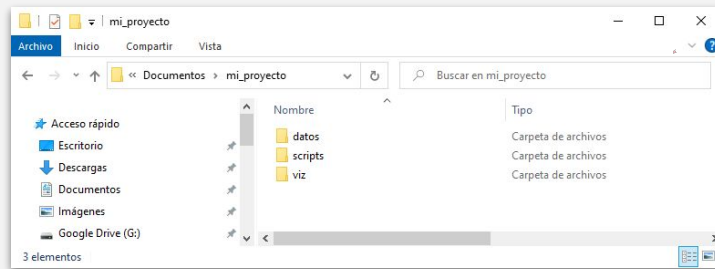 mi_proyecto
Archivo Inicio Compartir Vista
« Documentos > mi_proyecto
Buscar en mi_proyecto
Nombre Tipo
Acceso rápido
Escritorio
Descargas
Documentos
Imágenes
Google Drive (G:)
datos Carpeta de archivos
scripts Carpeta de archivos
viz Carpeta de archivos
3 elementos